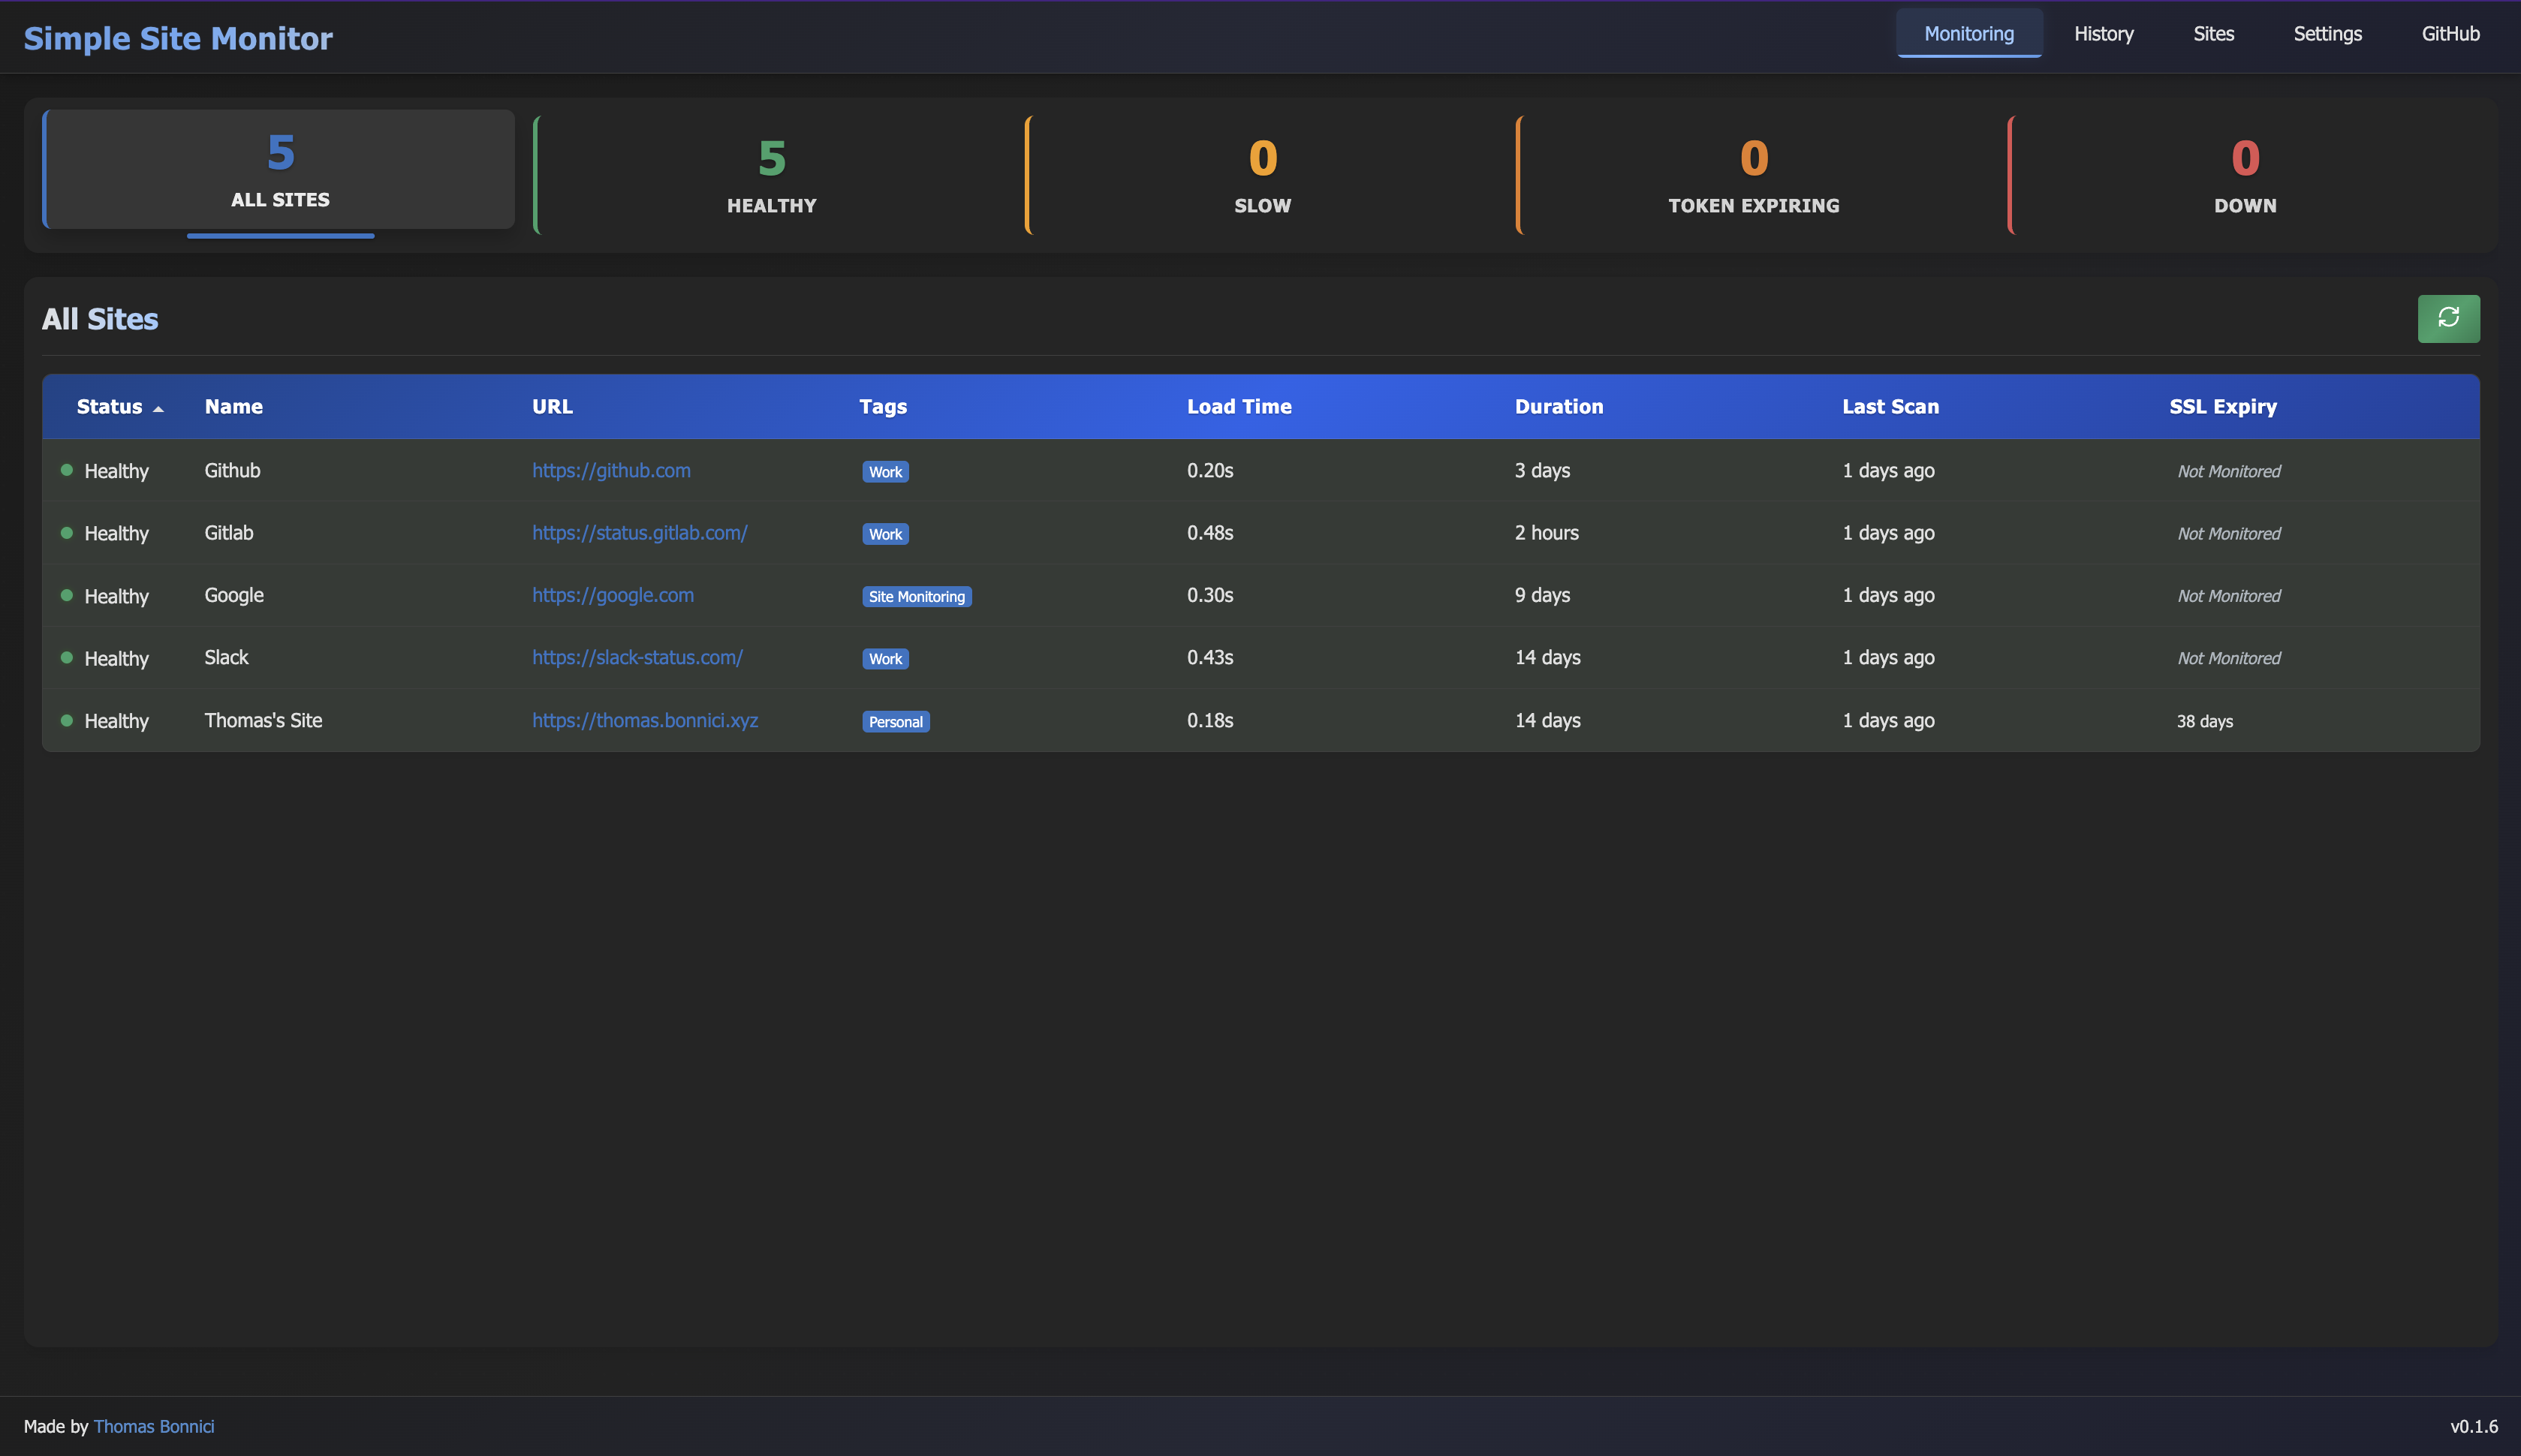 Simple Site Monitor
Monitoring History Sites Settings GitHub
5 5 0 0 0
ALL SITES HEALTHY SLOW TOKEN EXPIRING DOWN
All Sites
Status Name URL Tags Load Time Duration Last Scan SSL Expiry
Healthy Github https://github.com Work 0.20s 3 days 1 days ago Not Monitored
Healthy Gitlab https://status.gitlab.com/ Work 0.48s 2 hours 1 days ago Not Monitored
Healthy Google https://google.com Site Monitoring 0.30s 9 days 1 days ago Not Monitored
Healthy Slack https://slack-status.com/ Work 0.43s 14 days 1 days ago Not Monitored
Healthy Thomas's Site https://thomas.bonnici.xyz Personal 0.18s 14 days 1 days ago 38 days
Made by Thomas Bonnici v0.1.6